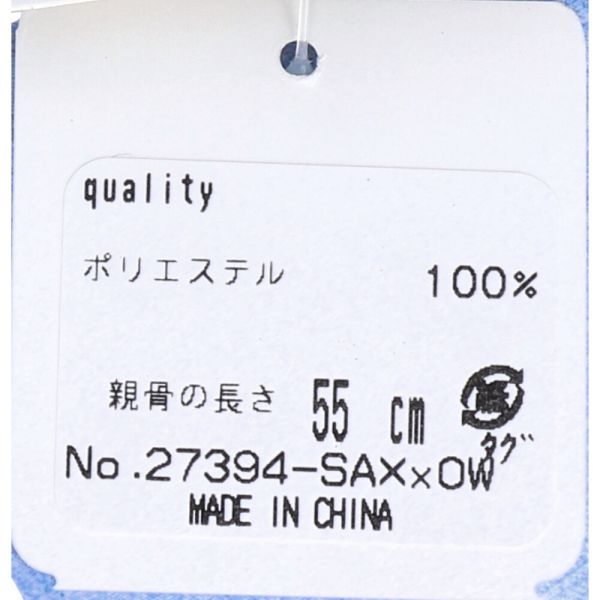 quality
ポリエステル 100%
親骨の長さ 55 cm
タグ
No.27394-SAX×OW
MADE IN CHINA